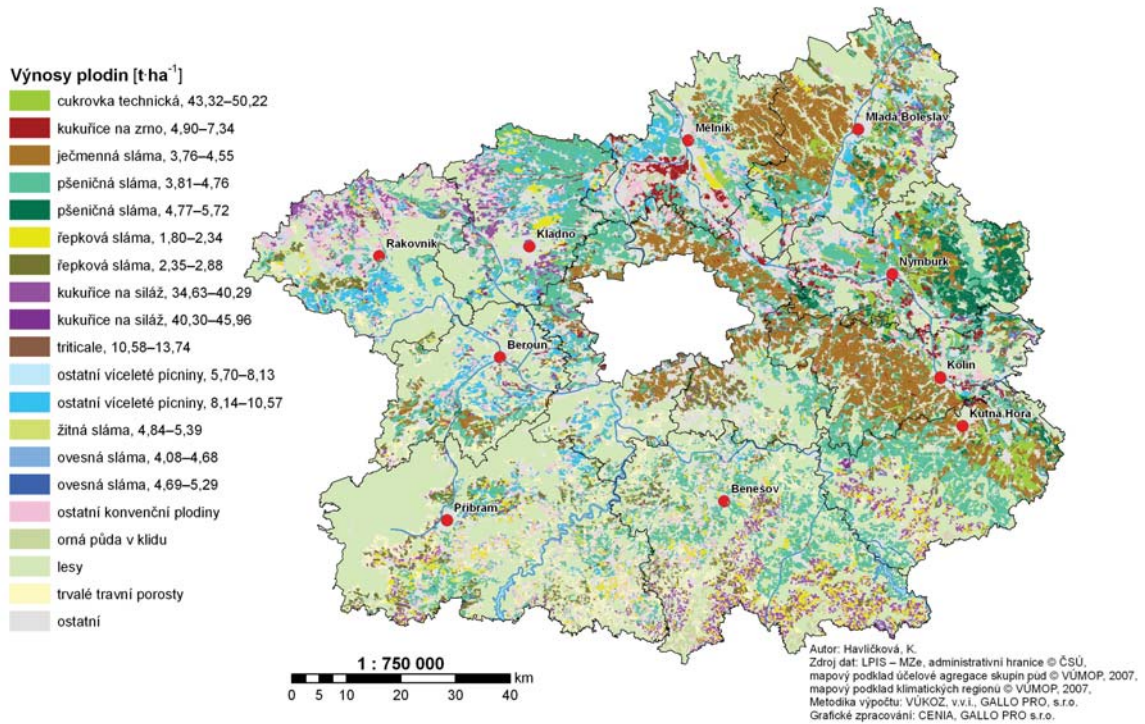 Výnosy plodin [t·ha⁻¹]
cukrovka technická, 43,32–50,22
kukuřice na zrno, 4,90–7,34
ječmenná sláma, 3,76–4,55
pšeničná sláma, 3,81–4,76
pšeničná sláma, 4,77–5,72
řepková sláma, 1,80–2,34
řepková sláma, 2,35–2,88
kukuřice na siláž, 34,63–40,29
kukuřice na siláž, 40,30–45,96
triticale, 10,58–13,74
ostatní víceleté pícniny, 5,70–8,13
ostatní víceleté pícniny, 8,14–10,57
žitná sláma, 4,84–5,39
ovesná sláma, 4,08–4,68
ovesná sláma, 4,69–5,29
ostatní konvenční plodiny
orná půda v klidu
lesy
trvalé travní porosty
ostatní
Mělník
Mladá Boleslav
Rakovník
Kladno
Nymburk
Beroun
Kolín
Kutná Hora
Benešov
Příbram
1 : 750 000
0 5 10 20 30 40 km
Autor: Havlíčková, K.
Zdroj dat: LPIS – MZe, administrativní hranice © ČSÚ,
mapový podklad účelové agregace skupin půd © VÚMOP, 2007,
mapový podklad klimatických regionů © VÚMOP, 2007,
Metodika výpočtu: VÚKOZ, v.v.i., GALLO PRO, s.r.o.
Grafické zpracování: CENIA, GALLO PRO s.r.o.